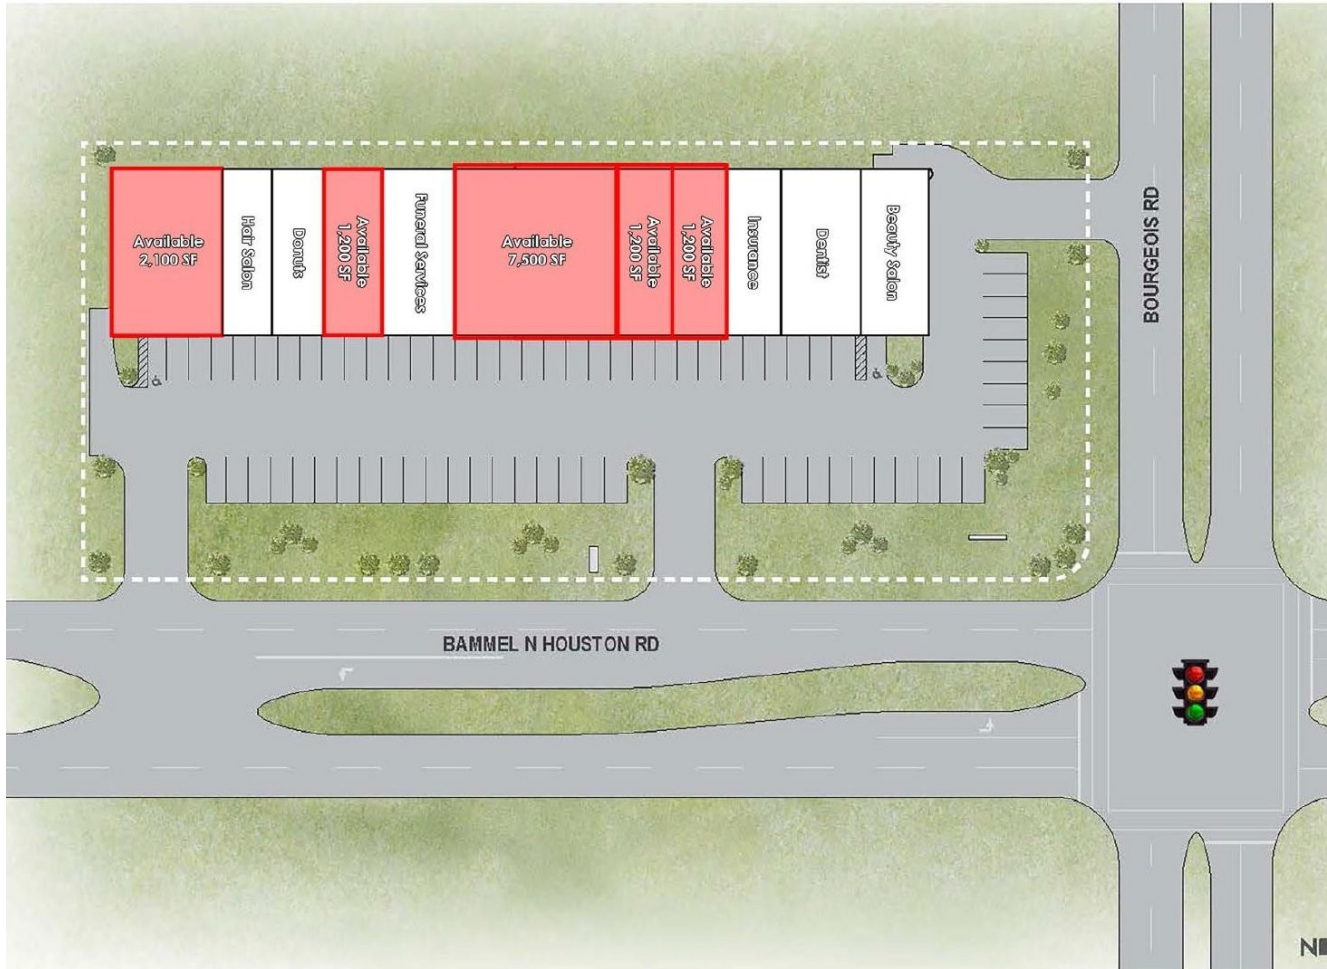 Available
2,100 SF
Hair Salon
Donuts
Available
1,200 SF
Funeral Services
Available
7,500 SF
Available
1,200 SF
Available
1,200 SF
Insurance
Dentist
Beauty Salon
BOURGEOIS RD
BAMMEL N HOUSTON RD
N